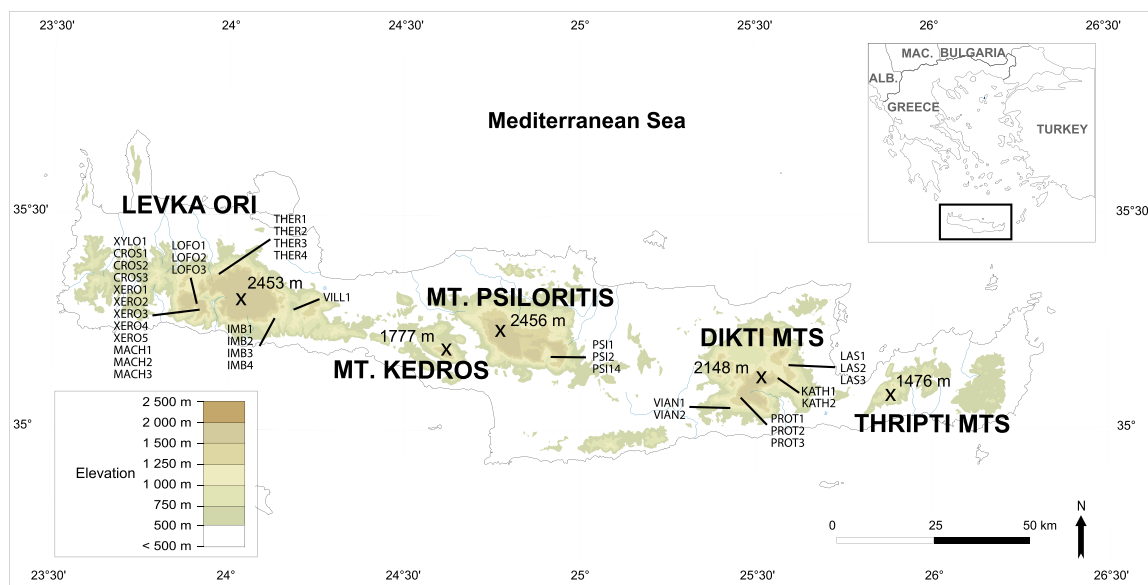 23°30'
24°
24°30'
25°
25°30'
26°
26°30'
MAC.
BULGARIA
ALB.
GREECE
TURKEY
Mediterranean Sea
35°30'
35°30'
LEVKA ORI
THER1
THER2
THER3
THER4
XYLO1
CROS1
CROS2
CROS3
XERO1
XERO2
XERO3
XERO4
XERO5
MACH1
MACH2
MACH3
LOFO1
LOFO2
LOFO3
2453 m
X
VILL1
IMB1
IMB2
IMB3
IMB4
MT. PSILORITIS
2456 m
X
1777 m
X
MT. KEDROS
PSI1
PSI2
PSI14
DIKTI MTS
2148 m
X
LAS1
LAS2
LAS3
KATH1
KATH2
VIAN1
VIAN2
PROT1
PROT2
PROT3
1476 m
X
THRIPTI MTS
35°
35°
Elevation
2 500 m
2 000 m
1 500 m
1 250 m
1 000 m
750 m
500 m
< 500 m
0
25
50 km
N
23°30'
24°
24°30'
25°
25°30'
26°
26°30'